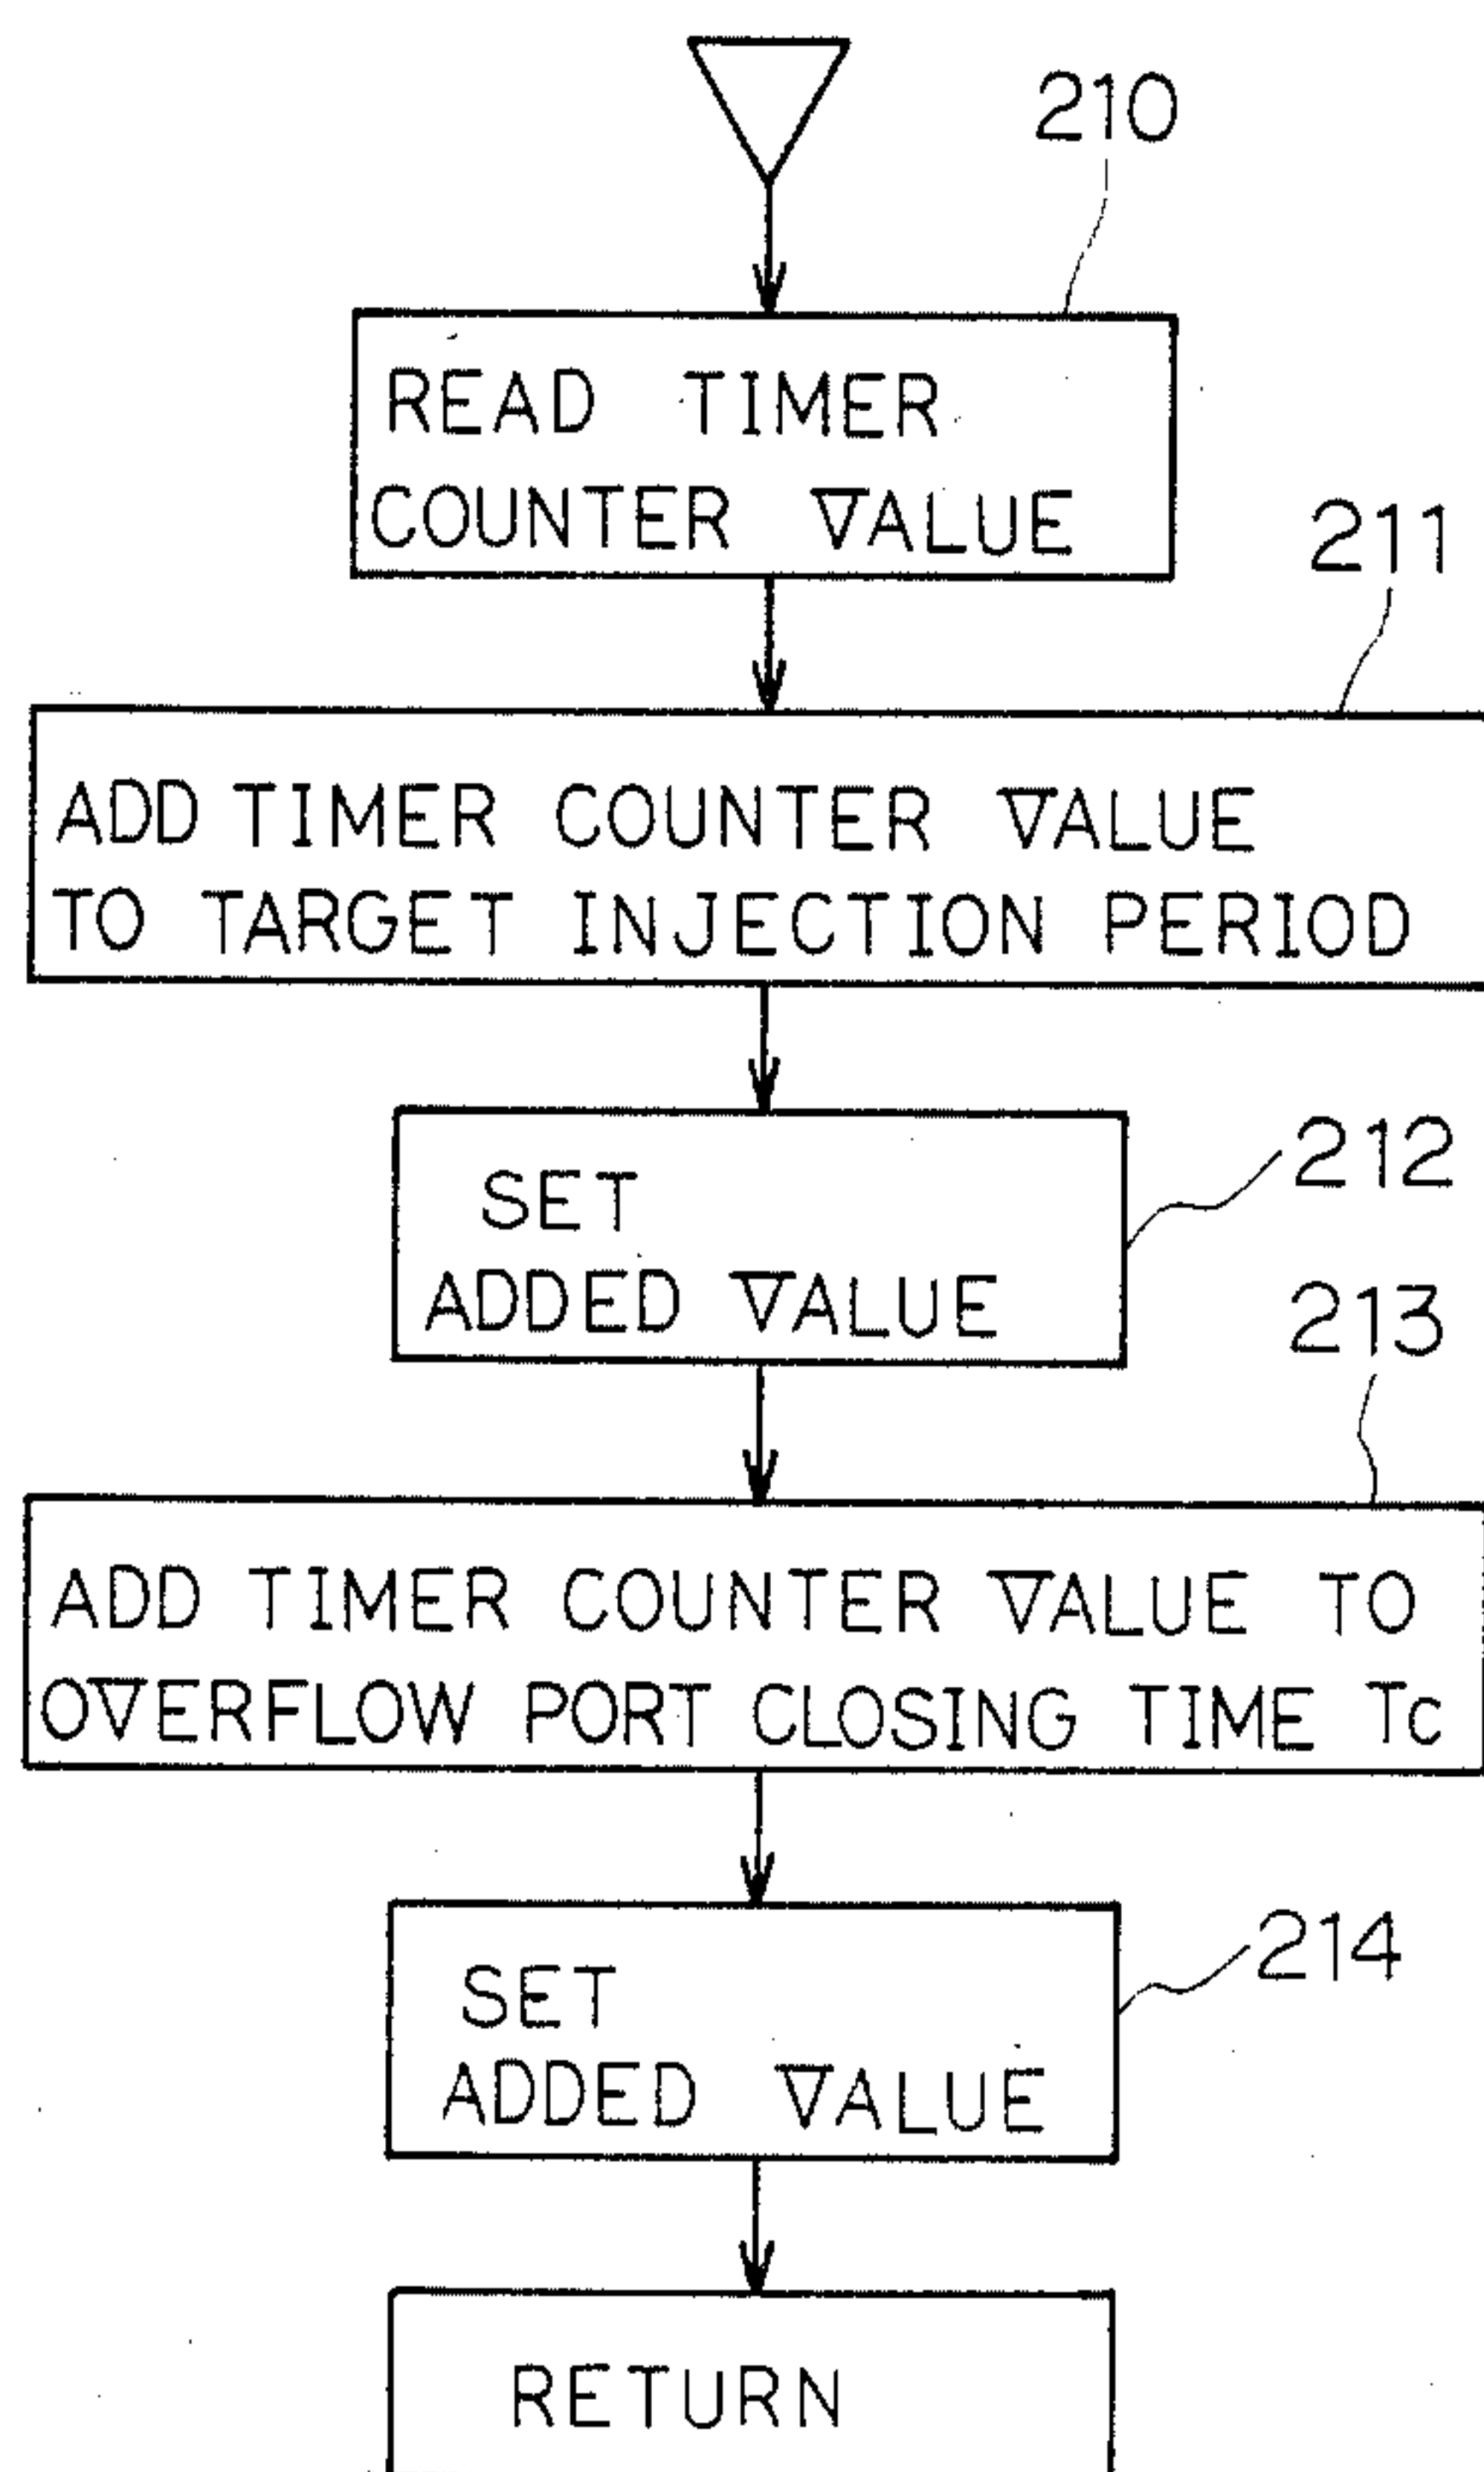 210
READ TIMER
COUNTER VALUE
211
ADD TIMER COUNTER VALUE
TO TARGET INJECTION PERIOD
212
SET
ADDED VALUE
213
ADD TIMER COUNTER VALUE TO
OVERFLOW PORT CLOSING TIME Tc
214
SET
ADDED VALUE
RETURN